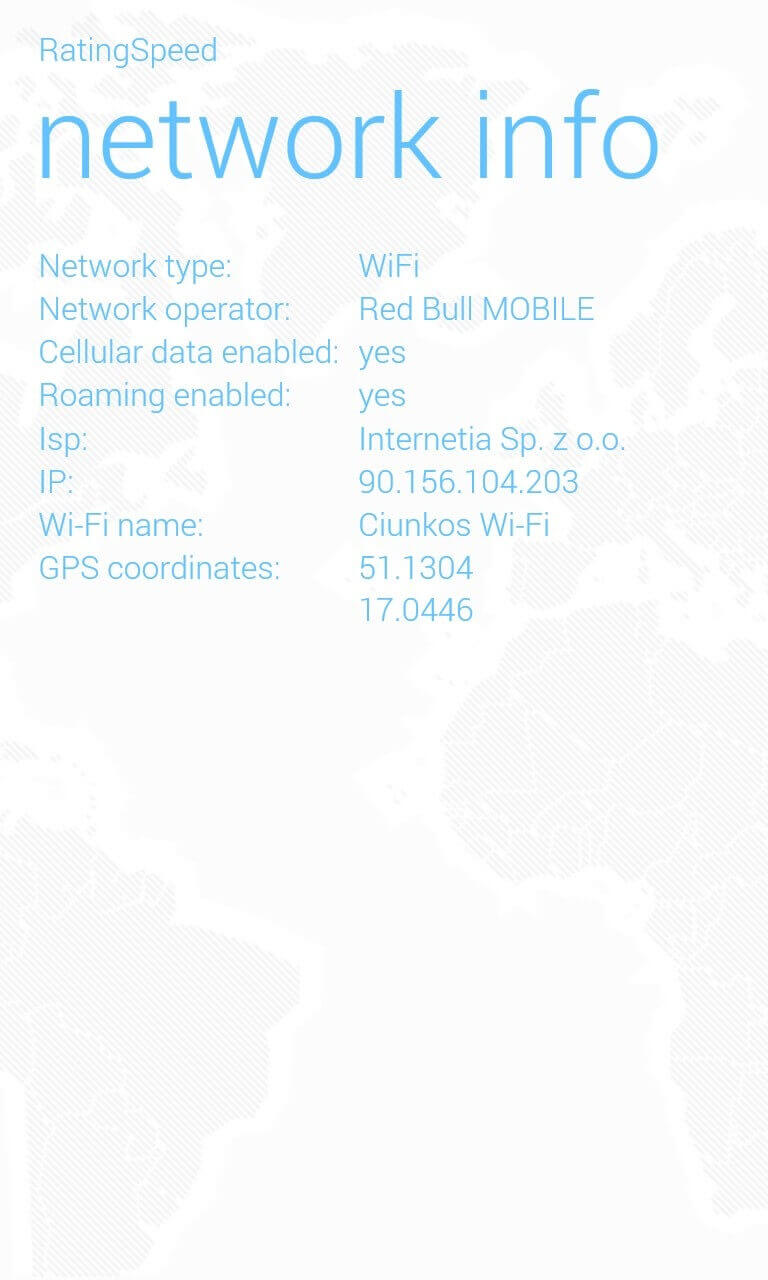 RatingSpeed
network info
Network type: WiFi
Network operator: Red Bull MOBILE
Cellular data enabled: yes
Roaming enabled: yes
Isp: Internetia Sp. z o.o.
IP: 90.156.104.203
Wi-Fi name: Ciunkos Wi-Fi
GPS coordinates: 51.1304
17.0446